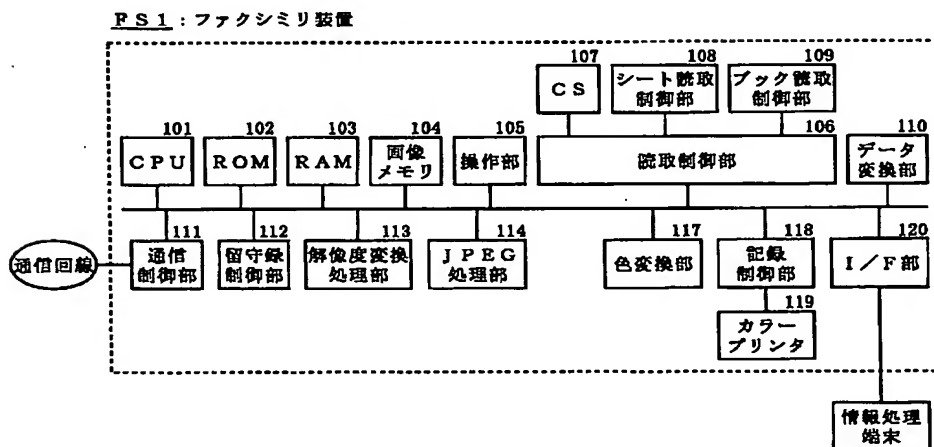 FS1：ファクシミリ装置
107
108
109
CS
シート読取
制御部
ブック読取
制御部
101
102
103
104
105
106
110
CPU
ROM
RAM
画像
メモリ
操作部
読取制御部
データ
変換部
111
112
113
114
117
118
120
通信回線
通信
制御部
留守録
制御部
解像度変換
処理部
JPEG
処理部
色変換部
記録
制御部
I／F部
119
カラー
プリンタ
情報処理
端末